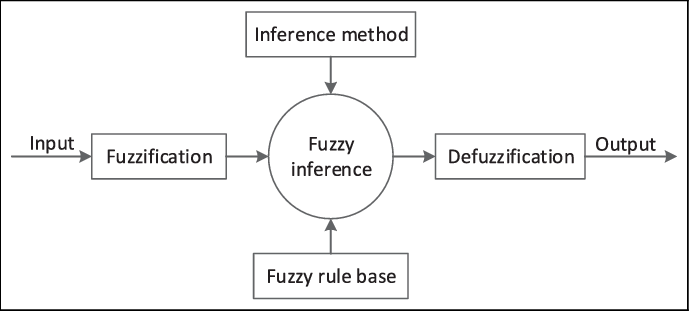 Inference method
Input
Fuzzification
Fuzzy
inference
Defuzzification
Output
Fuzzy rule base